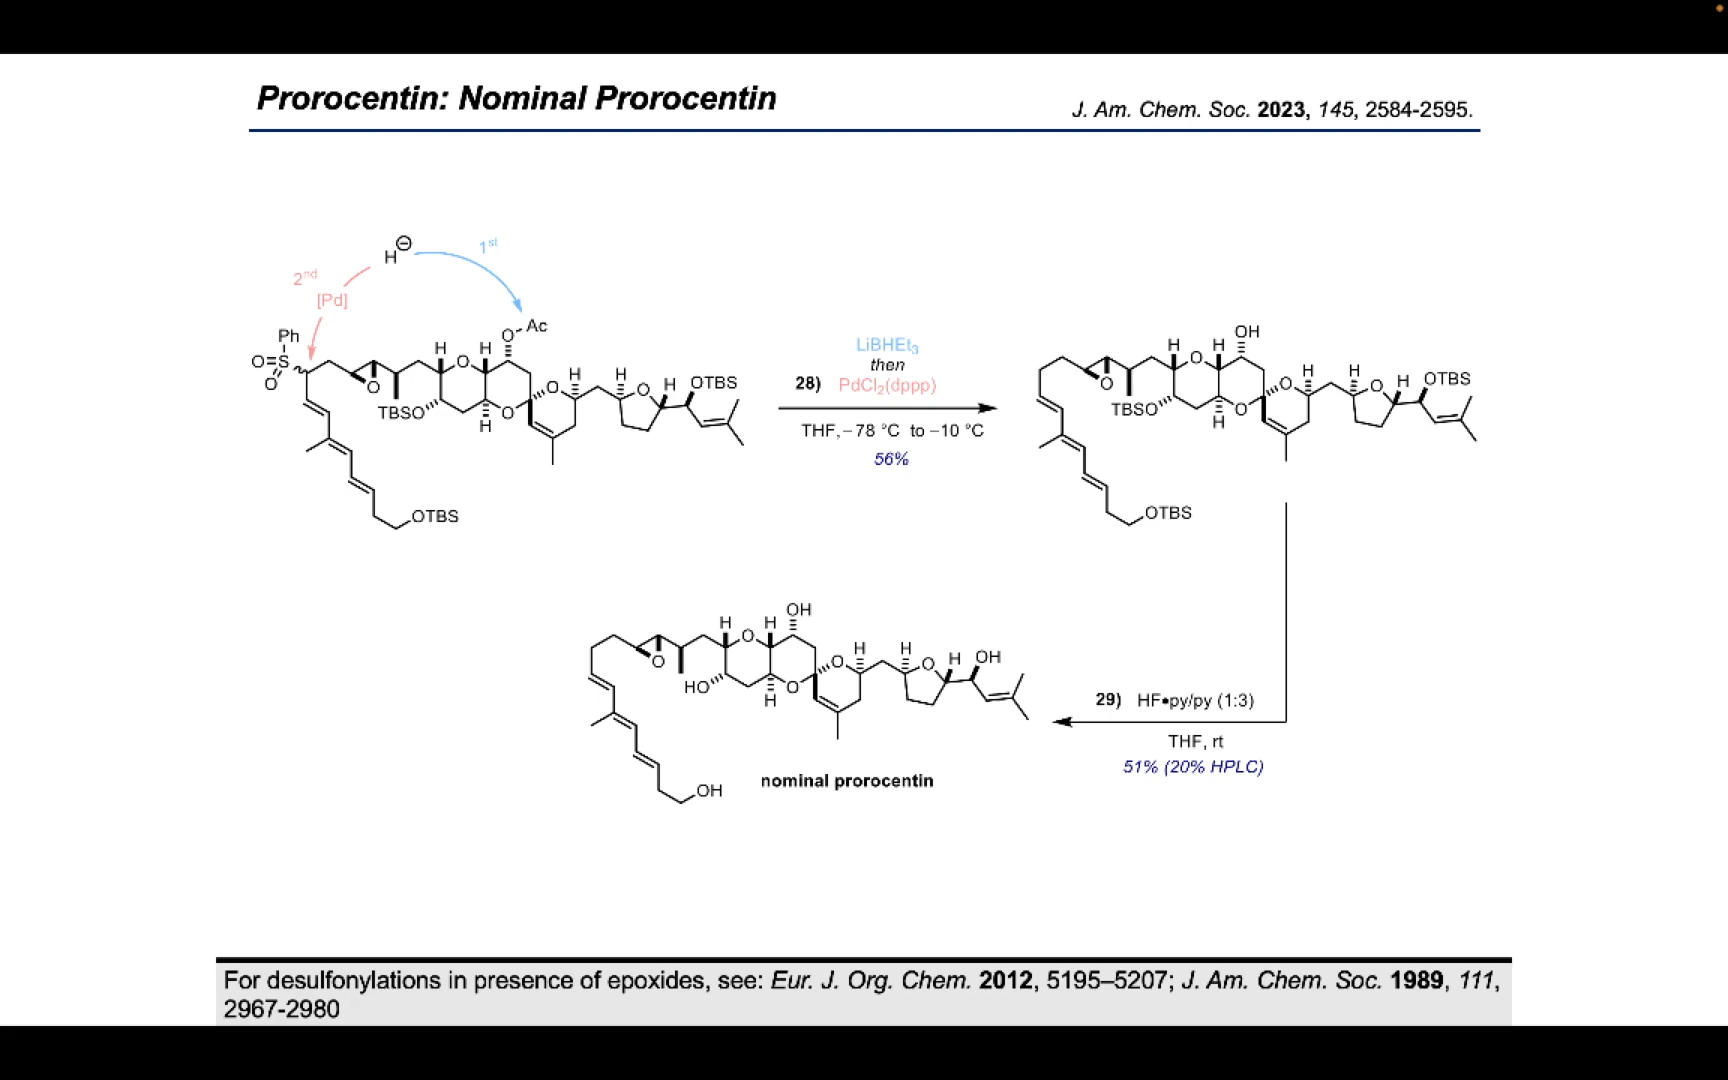 Prorocentin: Nominal Prorocentin
J. Am. Chem. Soc. 2023, 145, 2584-2595.
H⊖
1st
2nd
[Pd]
Ph
O=S
O
O
TBSO
H
O
H
O
Ac
O
H
O
H
H
O
H
OTBS
OTBS
28) LiBHEt3
then
PdCl2(dppp)
THF, –78 °C to –10 °C
56%
O
TBSO
H
O
H
OH
O
H
O
H
H
O
H
OTBS
OTBS
O
HO
H
O
H
OH
O
H
O
H
H
O
H
OH
OH
nominal prorocentin
29) HF•py/py (1:3)
THF, rt
51% (20% HPLC)
For desulfonylations in presence of epoxides, see: Eur. J. Org. Chem. 2012, 5195–5207; J. Am. Chem. Soc. 1989, 111,
2967-2980